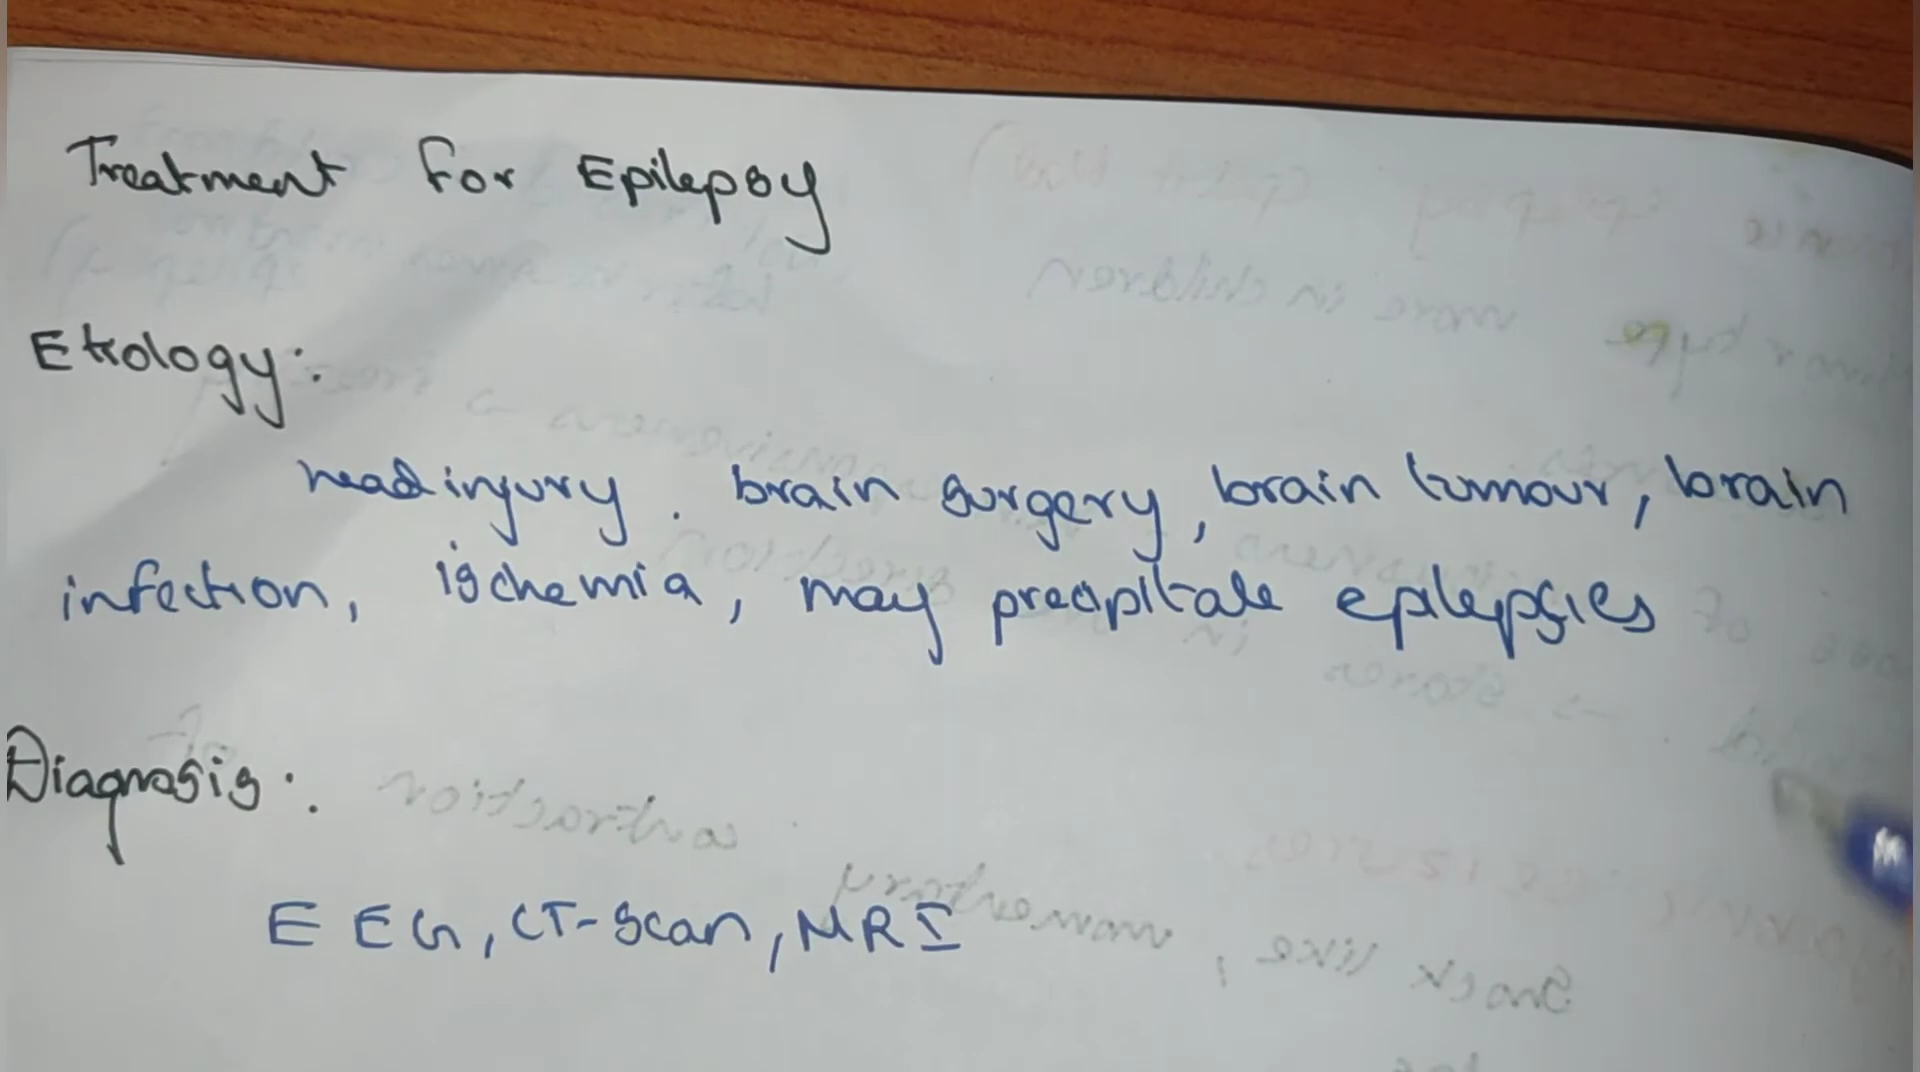 Treatment for Epilepsy
Etiology:
head injury. brain surgery, brain tumour, brain
infection, ischemia, may precipitate epilepsies
Diagnosis:
EEG, CT-Scan, MRI